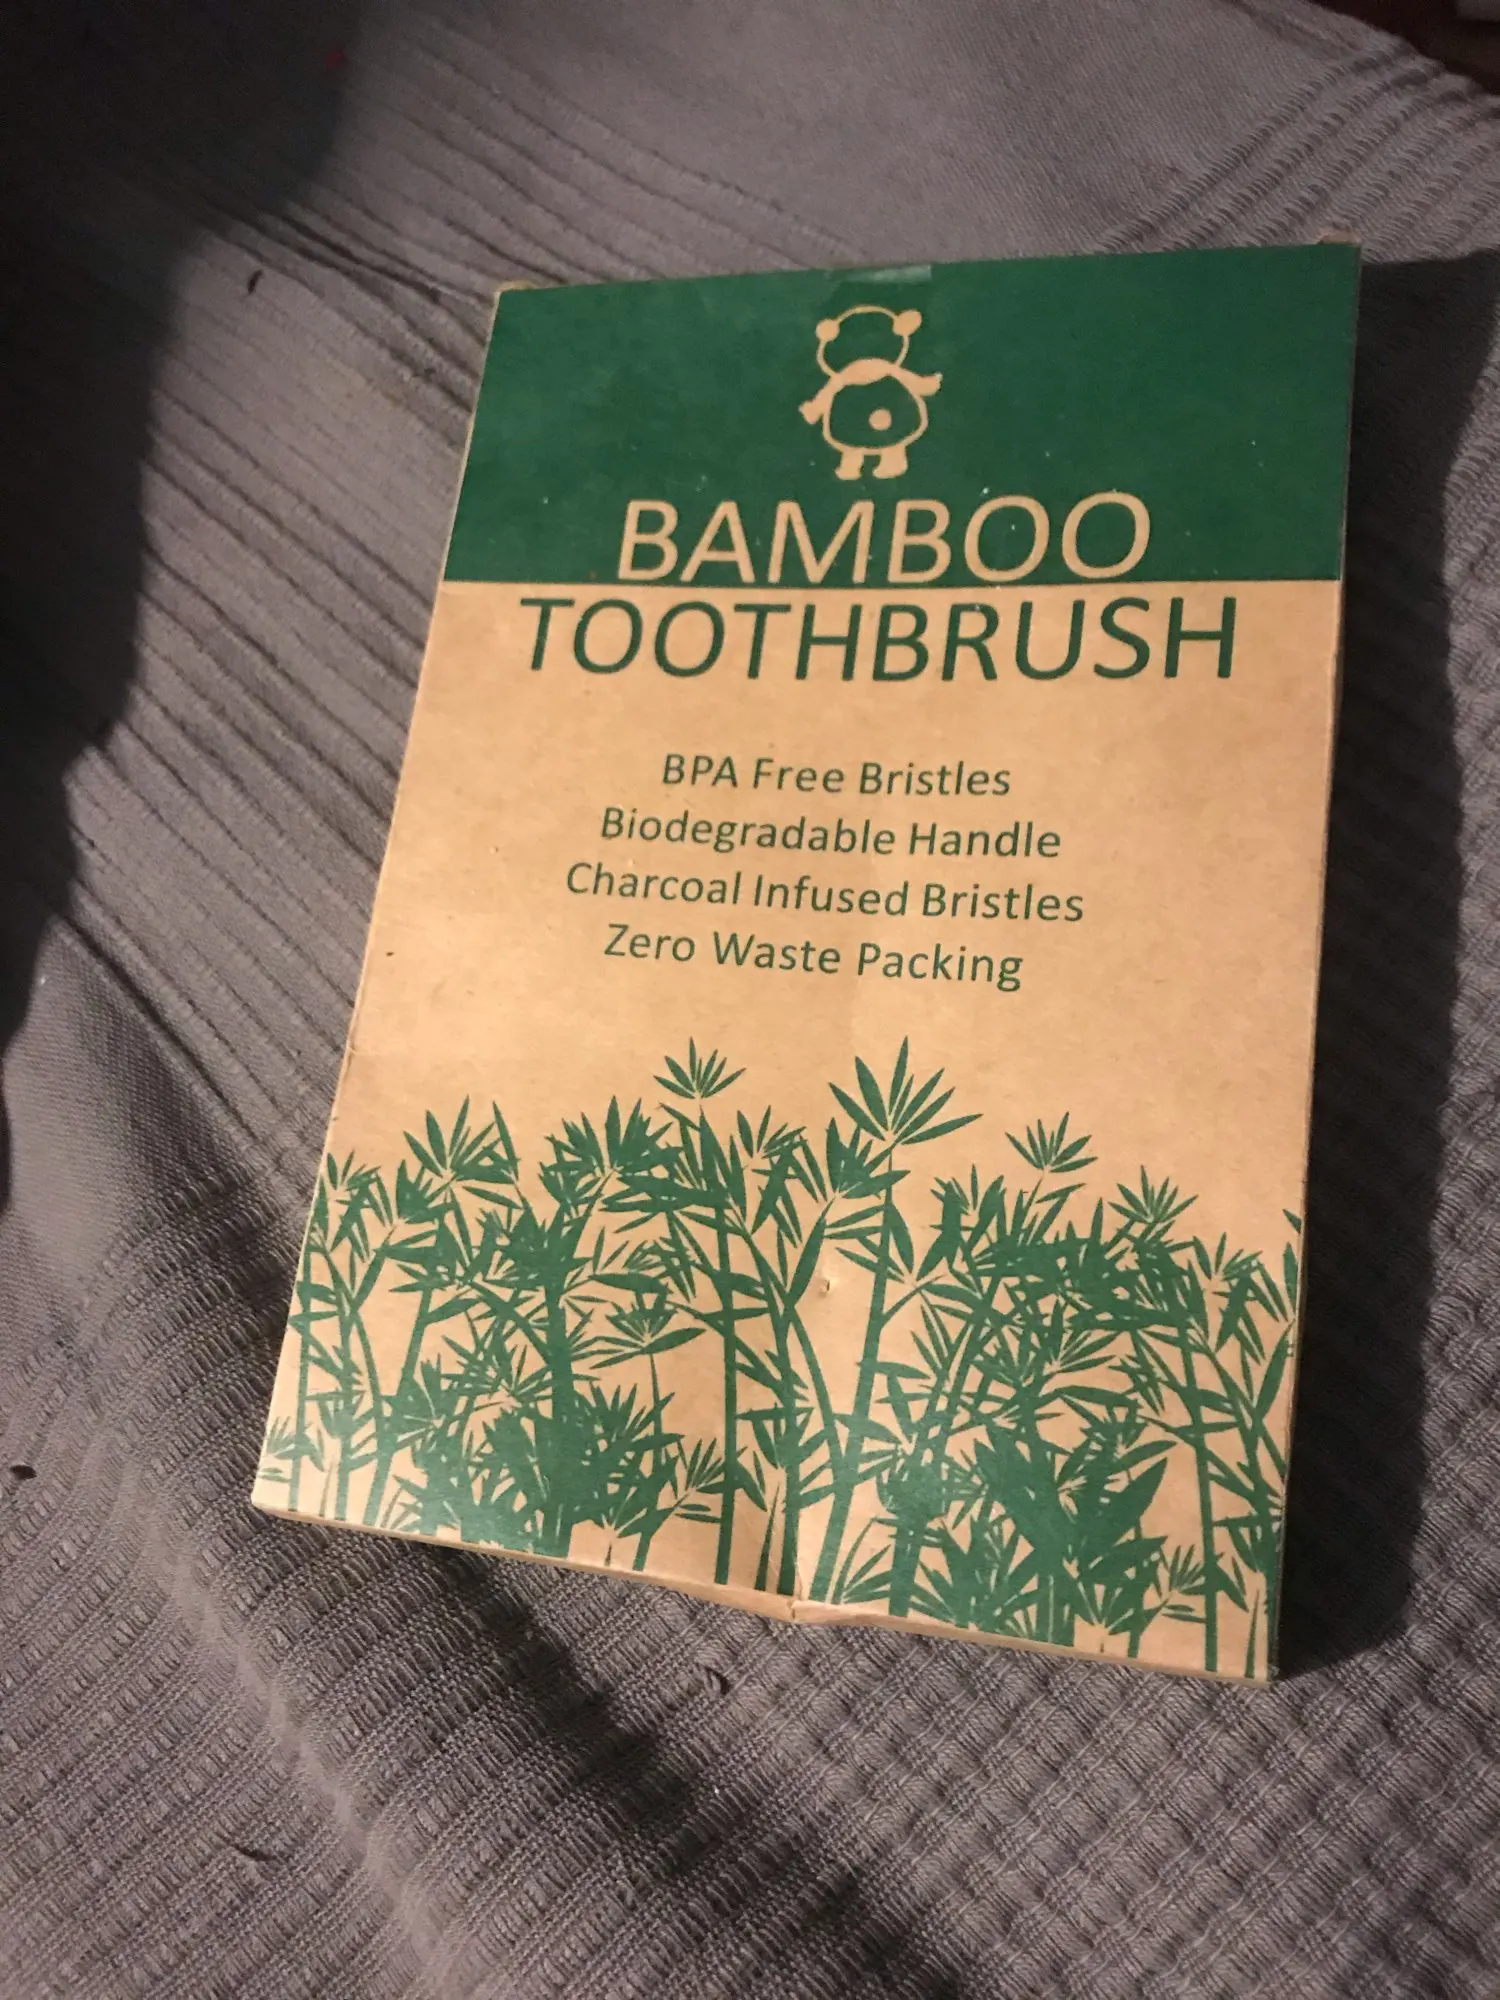 BAMBOO
TOOTHBRUSH
BPA Free Bristles
Biodegradable Handle
Charcoal Infused Bristles
Zero Waste Packing